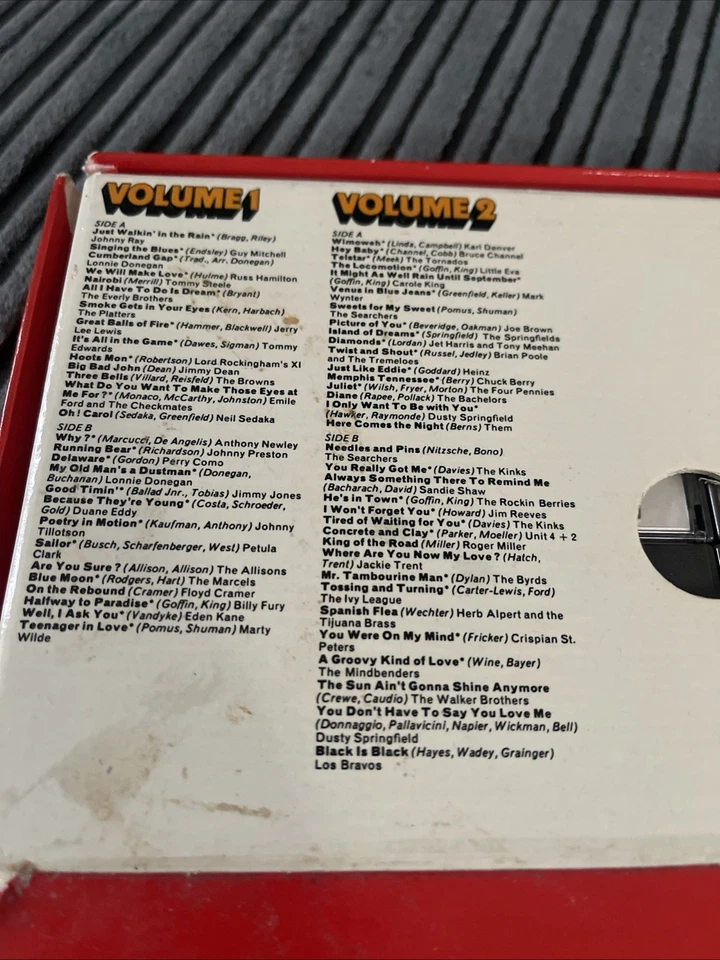 VOLUME 1
SIDE A
Just Walkin' in the Rain* (Bragg, Riley)
Johnny Ray
Singing the Blues* (Endsley) Guy Mitchell
Cumberland Gap* (Trad., Arr. Donegan)
Lonnie Donegan
We Will Make Love* (Hulme) Russ Hamilton
Nairobi (Merrill) Tommy Steele
All I Have To Do Is Dream* (Bryant)
The Everly Brothers
Smoke Gets in Your Eyes (Kern, Harbach)
The Platters
Great Balls of Fire* (Hammer, Blackwell) Jerry
Lee Lewis
It's All in the Game* (Dawes, Sigman) Tommy
Edwards
Hoots Mon* (Robertson) Lord Rockingham's XI
Big Bad John (Dean) Jimmy Dean
Three Bells (Villard, Reisfeld) The Browns
What Do You Want To Make Those Eyes at
Me For?* (Monaco, McCarthy, Johnston) Emile
Ford and The Checkmates
Oh! Carol (Sedaka, Greenfield) Neil Sedaka
SIDE B
Why?* (Marcucci, De Angelis) Anthony Newley
Running Bear* (Richardson) Johnny Preston
Delaware* (Gordon) Perry Como
My Old Man's a Dustman* (Donegan,
Buchanan) Lonnie Donegan
Good Timin'* (Ballad Jnr., Tobias) Jimmy Jones
Because They're Young* (Costa, Schroeder,
Gold) Duane Eddy
Poetry in Motion* (Kaufman, Anthony) Johnny
Tillotson
Sailor* (Busch, Scharfenberger, West) Petula
Clark
Are You Sure? (Allison, Allison) The Allisons
Blue Moon* (Rodgers, Hart) The Marcels
On the Rebound (Cramer) Floyd Cramer
Halfway to Paradise* (Goffin, King) Billy Fury
Well, I Ask You* (Vandyke) Eden Kane
Teenager in Love* (Pomus, Shuman) Marty
Wilde
VOLUME 2
SIDE A
Wimoweh* (Linda, Campbell) Karl Denver
Hey Baby* (Channel, Cobb) Bruce Channel
Telstar* (Meek) The Tornados
The Locomotion* (Goffin, King) Little Eva
It Might As Well Rain Until September*
(Goffin, King) Carole King
Venus in Blue Jeans* (Greenfield, Keller) Mark
Wynter
Sweets for My Sweet (Pomus, Shuman)
The Searchers
Picture of You* (Beveridge, Oakman) Joe Brown
Island of Dreams* (Springfield) The Springfields
Diamonds* (Lordan) Jet Harris and Tony Meehan
Twist and Shout* (Russel, Jedley) Brian Poole
and The Tremeloes
Just Like Eddie* (Goddard) Heinz
Memphis Tennessee* (Berry) Chuck Berry
Juliet* (Wilsh, Fryer, Morton) The Four Pennies
Diane (Rapee, Pollack) The Bachelors
I Only Want To Be with You*
(Hawker, Raymonde) Dusty Springfield
Here Comes the Night (Berns) Them
SIDE B
Needles and Pins (Nitzsche, Bono)
The Searchers
You Really Got Me* (Davies) The Kinks
Always Something There To Remind Me
(Bacharach, David) Sandie Shaw
He's in Town* (Goffin, King) The Rockin Berries
I Won't Forget You* (Howard) Jim Reeves
Tired of Waiting for You* (Davies) The Kinks
Concrete and Clay* (Parker, Moeller) Unit 4 + 2
King of the Road (Miller) Roger Miller
Where Are You Now My Love? (Hatch,
Trent) Jackie Trent
Mr. Tambourine Man* (Dylan) The Byrds
Tossing and Turning* (Carter-Lewis, Ford)
The Ivy League
Spanish Flea (Wechter) Herb Alpert and the
Tijuana Brass
You Were On My Mind* (Fricker) Crispian St.
Peters
A Groovy Kind of Love* (Wine, Bayer)
The Mindbenders
The Sun Ain't Gonna Shine Anymore
(Crewe, Caudio) The Walker Brothers
You Don't Have To Say You Love Me
(Donnaggio, Pallavicini, Napier, Wickman, Bell)
Dusty Springfield
Black Is Black (Hayes, Wadey, Grainger)
Los Bravos